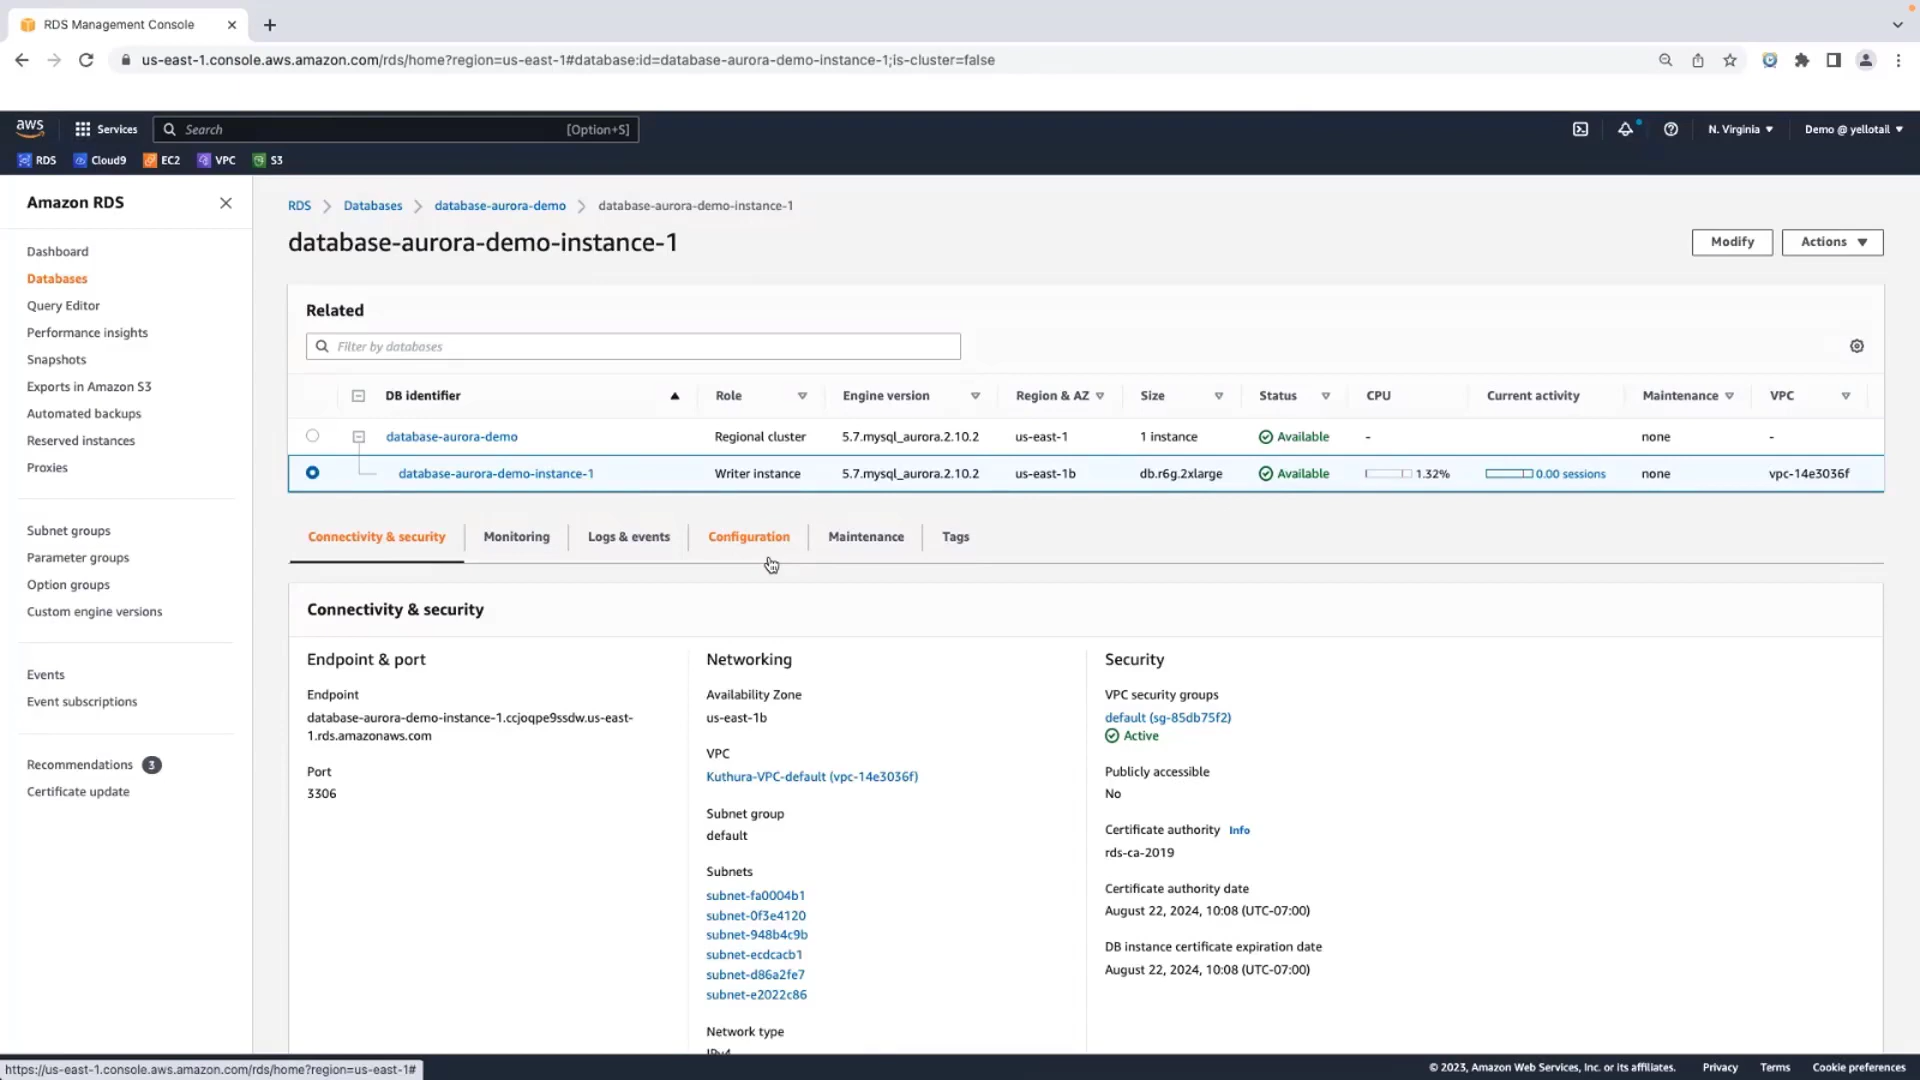 RDS Management Console
us-east-1.console.aws.amazon.com/rds/home?region=us-east-1#database:id=database-aurora-demo-instance-1;is-cluster=false
aws Services Search [Option+S] N. Virginia Demo @ yellotail
RDS Cloud9 EC2 VPC S3
Amazon RDS
Dashboard
Databases
Query Editor
Performance insights
Snapshots
Exports in Amazon S3
Automated backups
Reserved instances
Proxies
Subnet groups
Parameter groups
Option groups
Custom engine versions
Events
Event subscriptions
Recommendations 3
Certificate update
RDS Databases database-aurora-demo database-aurora-demo-instance-1
database-aurora-demo-instance-1
Modify Actions
Related
Filter by databases
DB identifier Role Engine version Region & AZ Size Status CPU Current activity Maintenance VPC
database-aurora-demo Regional cluster 5.7.mysql_aurora.2.10.2 us-east-1 1 instance Available - none -
database-aurora-demo-instance-1 Writer instance 5.7.mysql_aurora.2.10.2 us-east-1b db.r6g.2xlarge Available 1.32% 0.00 sessions none vpc-14e3036f
Connectivity & security Monitoring Logs & events Configuration Maintenance Tags
Connectivity & security
Endpoint & port
Endpoint
database-aurora-demo-instance-1.ccjoqpe9ssdw.us-east-
1.rds.amazonaws.com
Port
3306
Networking
Availability Zone
us-east-1b
VPC
Kuthura-VPC-default (vpc-14e3036f)
Subnet group
default
Subnets
subnet-fa0004b1
subnet-0f3e4120
subnet-948b4c9b
subnet-ecdcacb1
subnet-d86a2fe7
subnet-e2022c86
Network type
IPv4
Security
VPC security groups
default (sg-85db75f2)
Active
Publicly accessible
No
Certificate authority Info
rds-ca-2019
Certificate authority date
August 22, 2024, 10:08 (UTC-07:00)
DB instance certificate expiration date
August 22, 2024, 10:08 (UTC-07:00)
https://us-east-1.console.aws.amazon.com/rds/home?region=us-east-1#
© 2023, Amazon Web Services, Inc. or its affiliates. Privacy Terms Cookie preferences